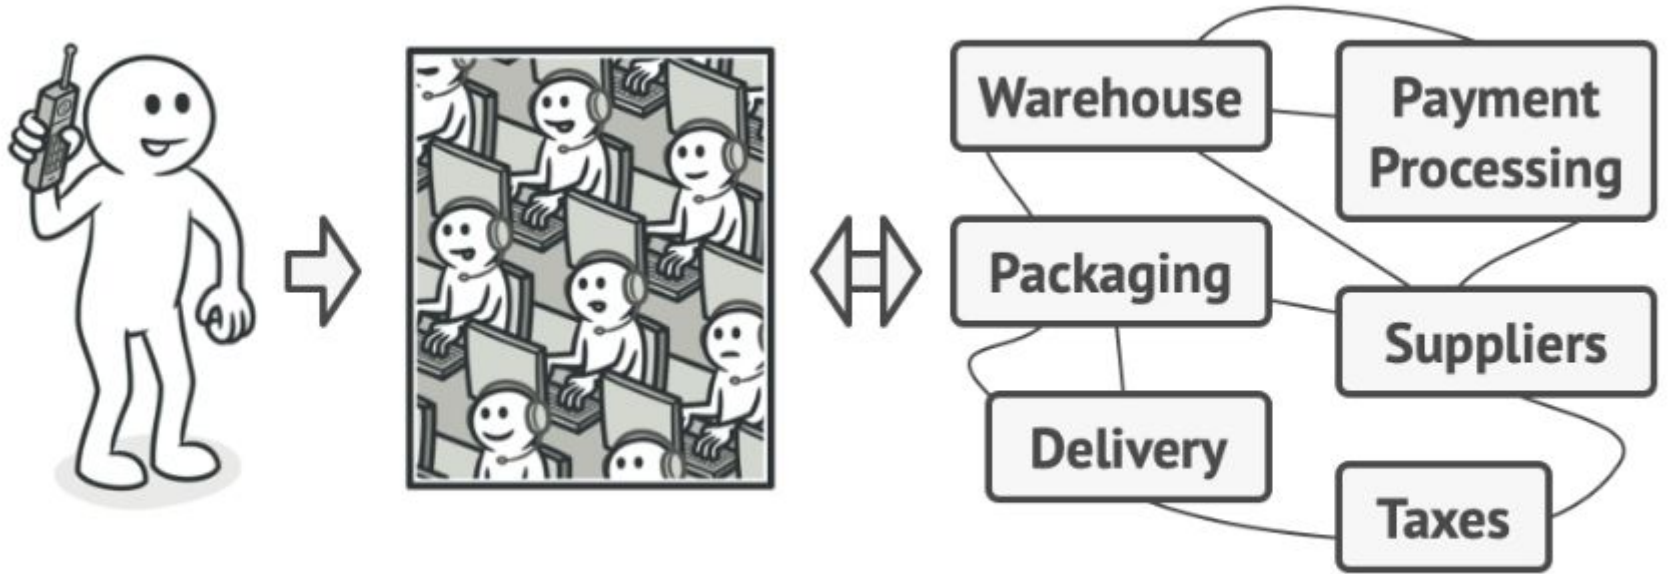 Warehouse
Payment
Processing
Packaging
Suppliers
Delivery
Taxes